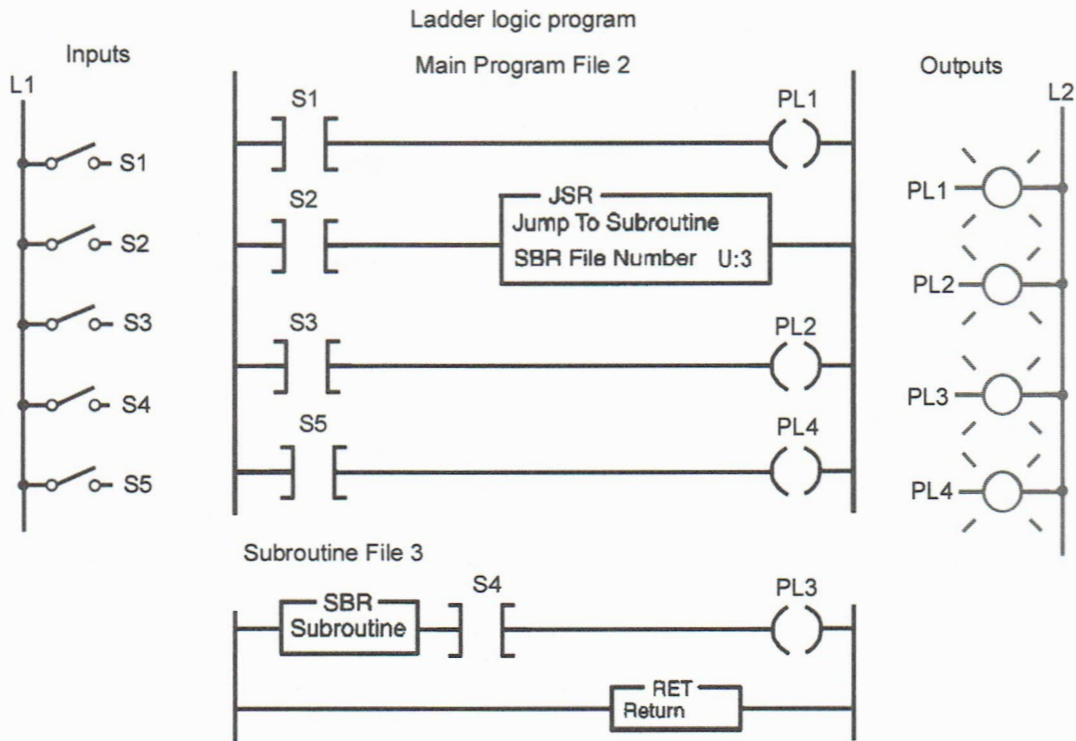 Ladder logic program
Inputs
Main Program File 2
Outputs
L1
L2
S1
PL1
S1
PL1
S2
JSR
Jump To Subroutine
SBR File Number U:3
S2
PL2
S3
PL2
S3
PL3
S4
S5
PL4
S5
PL4
Subroutine File 3
SBR
Subroutine
S4
PL3
RET
Return